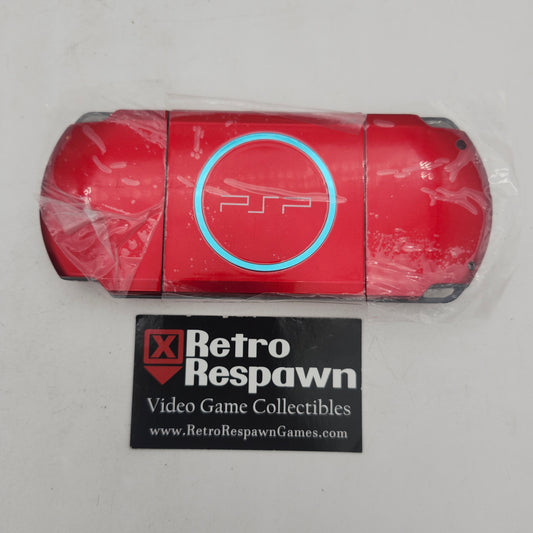 PSP
X Retro
Respawn
Video Game Collectibles
www.RetroRespawnGames.com